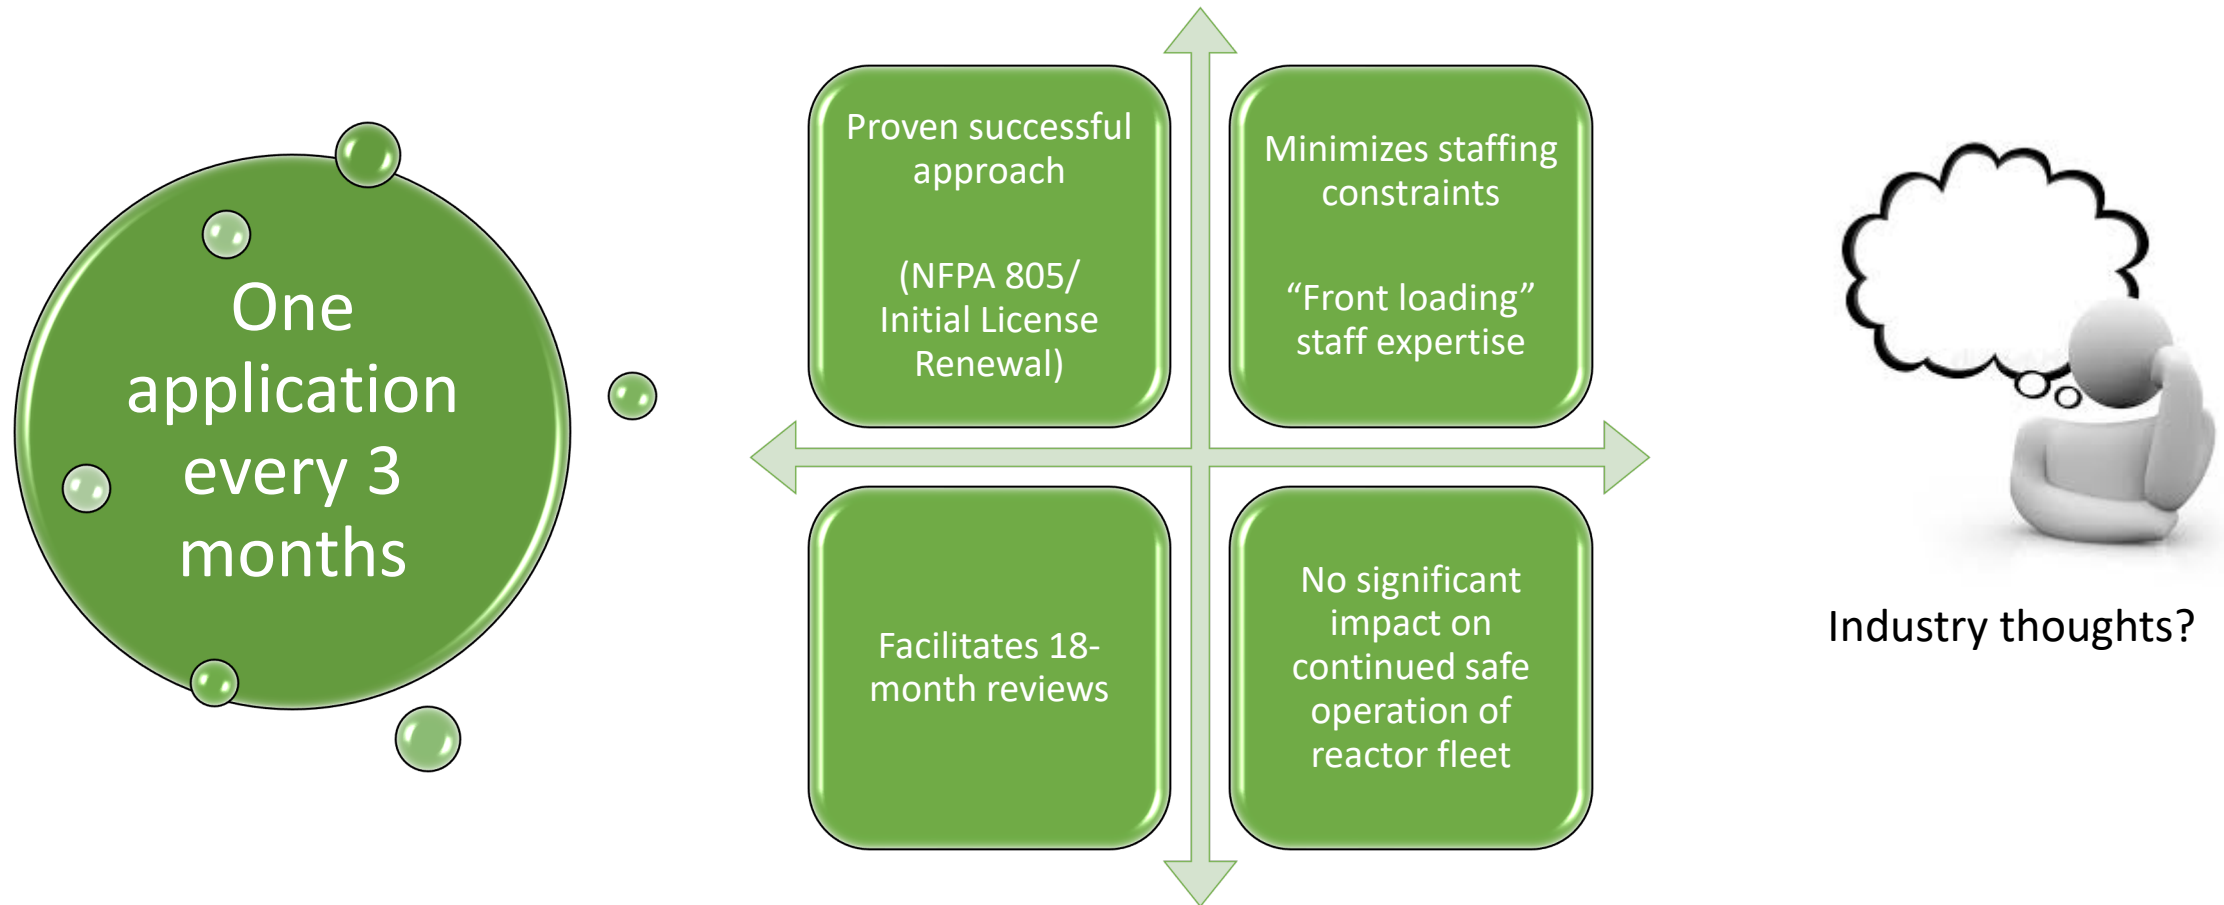 One
application
every 3
months
Proven successful
approach
(NFPA 805/
Initial License
Renewal)
Minimizes staffing
constraints
“Front loading”
staff expertise
Facilitates 18-
month reviews
No significant
impact on
continued safe
operation of
reactor fleet
Industry thoughts?